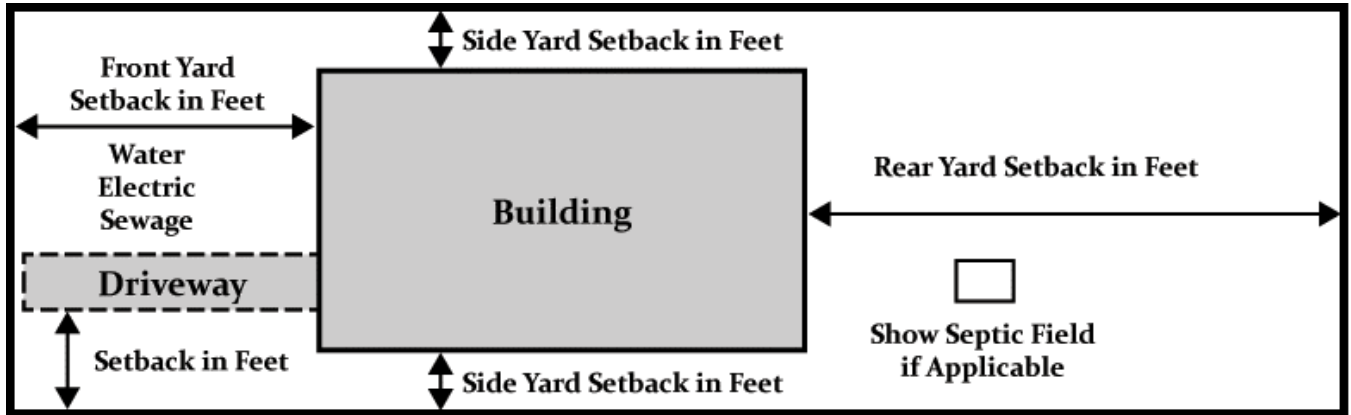 Side Yard Setback in Feet
Front Yard
Setback in Feet
Water
Electric
Sewage
Building
Rear Yard Setback in Feet
Driveway
Setback in Feet
Show Septic Field
if Applicable
Side Yard Setback in Feet